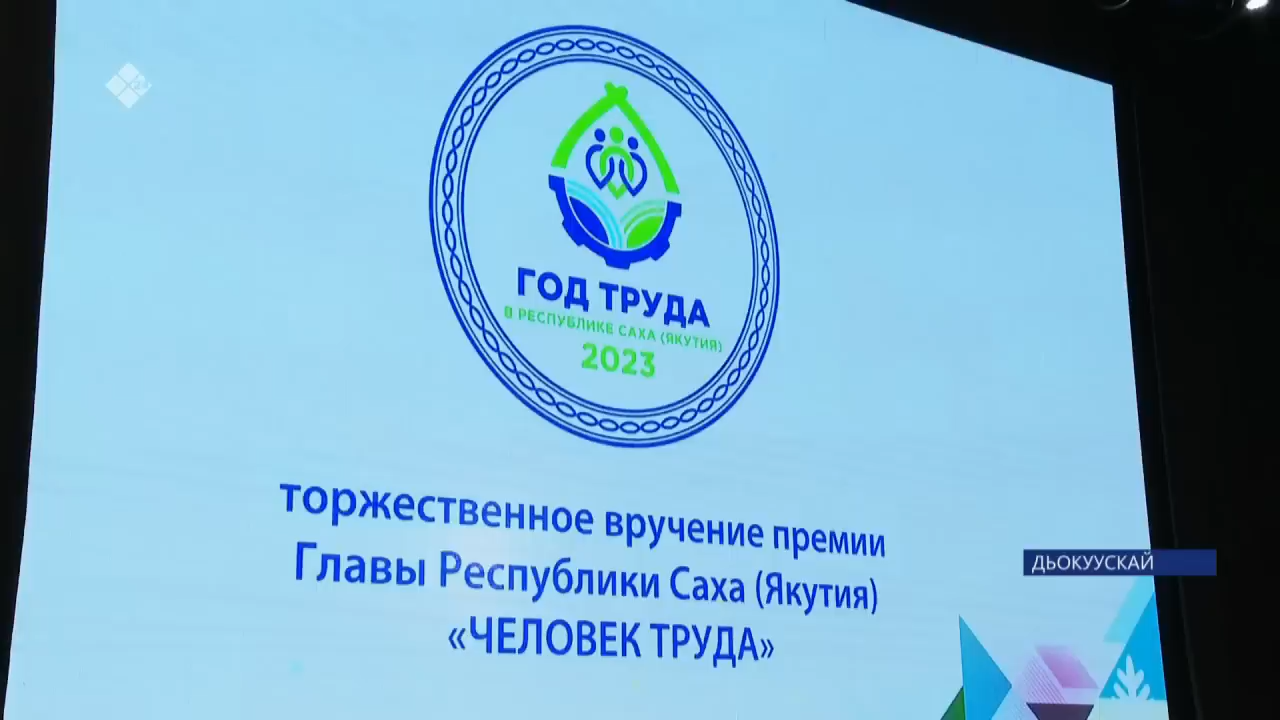 ГОД ТРУДА
В РЕСПУБЛИКЕ САХА (ЯКУТИЯ)
2023
торжественное вручение премии
Главы Республики Саха (Якутия)
«ЧЕЛОВЕК ТРУДА»
ДЬОКУУСКАЙ